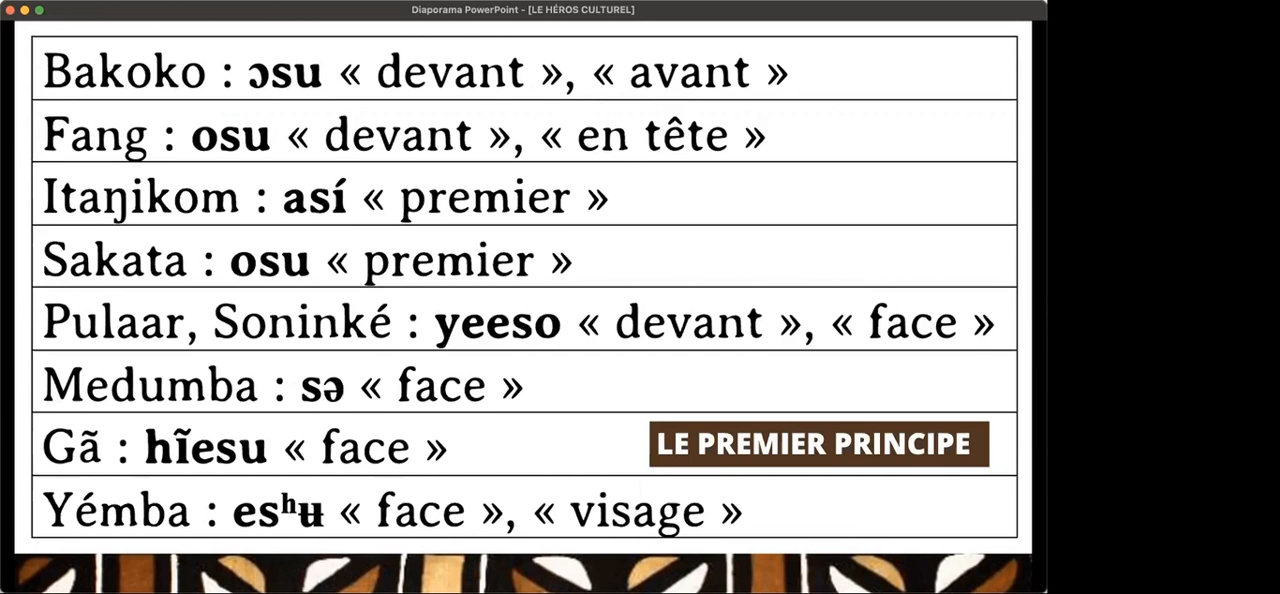 Diaporama PowerPoint - [LE HÉROS CULTUREL]
Bakoko : ɔsu « devant », « avant »
Fang : osu « devant », « en tête »
Itaŋikom : así « premier »
Sakata : osu « premier »
Pulaar, Soninké : yeeso « devant », « face »
Medumba : sə « face »
Gã : hĩesu « face »
LE PREMIER PRINCIPE
Yémba : esʰʉ « face », « visage »